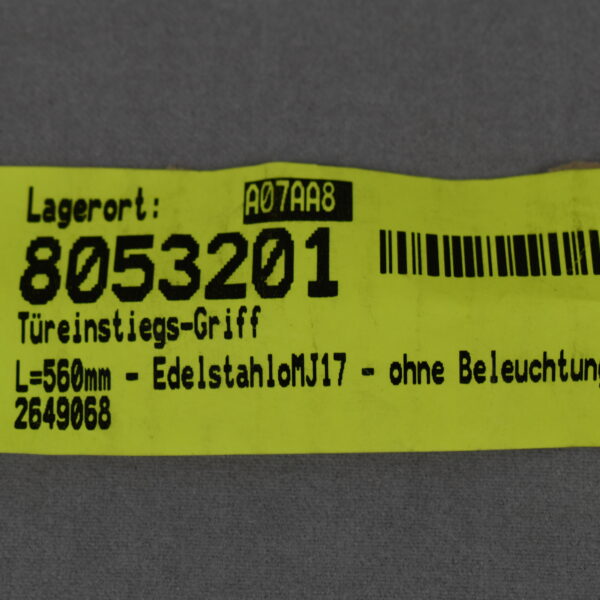 Lagerort: A07AA8
8053201
Türeinstiegs-Griff
L=560mm - EdelstahloMJ17 - ohne Beleuchtung
2649068